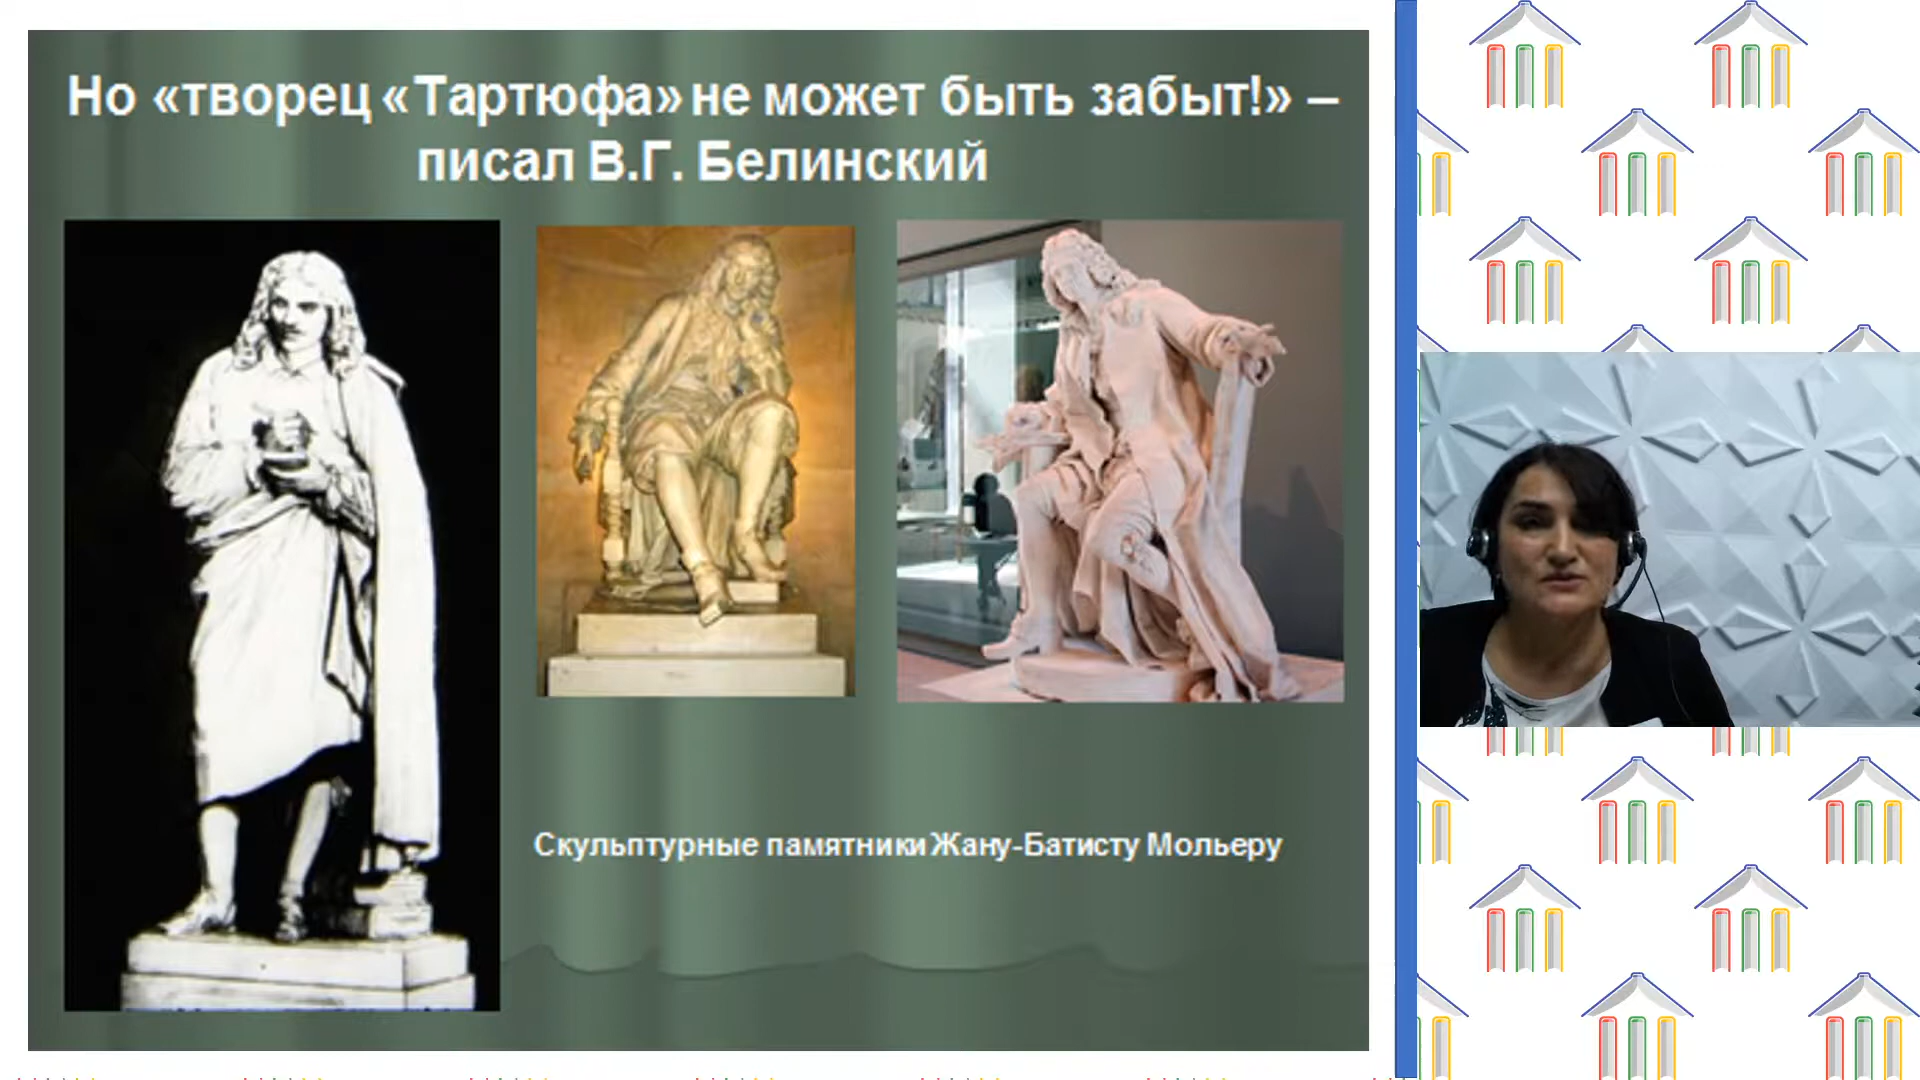 Но «творец «Тартюфа» не может быть забыт!» –
писал В.Г. Белинский
Скульптурные памятники Жану-Батисту Мольеру